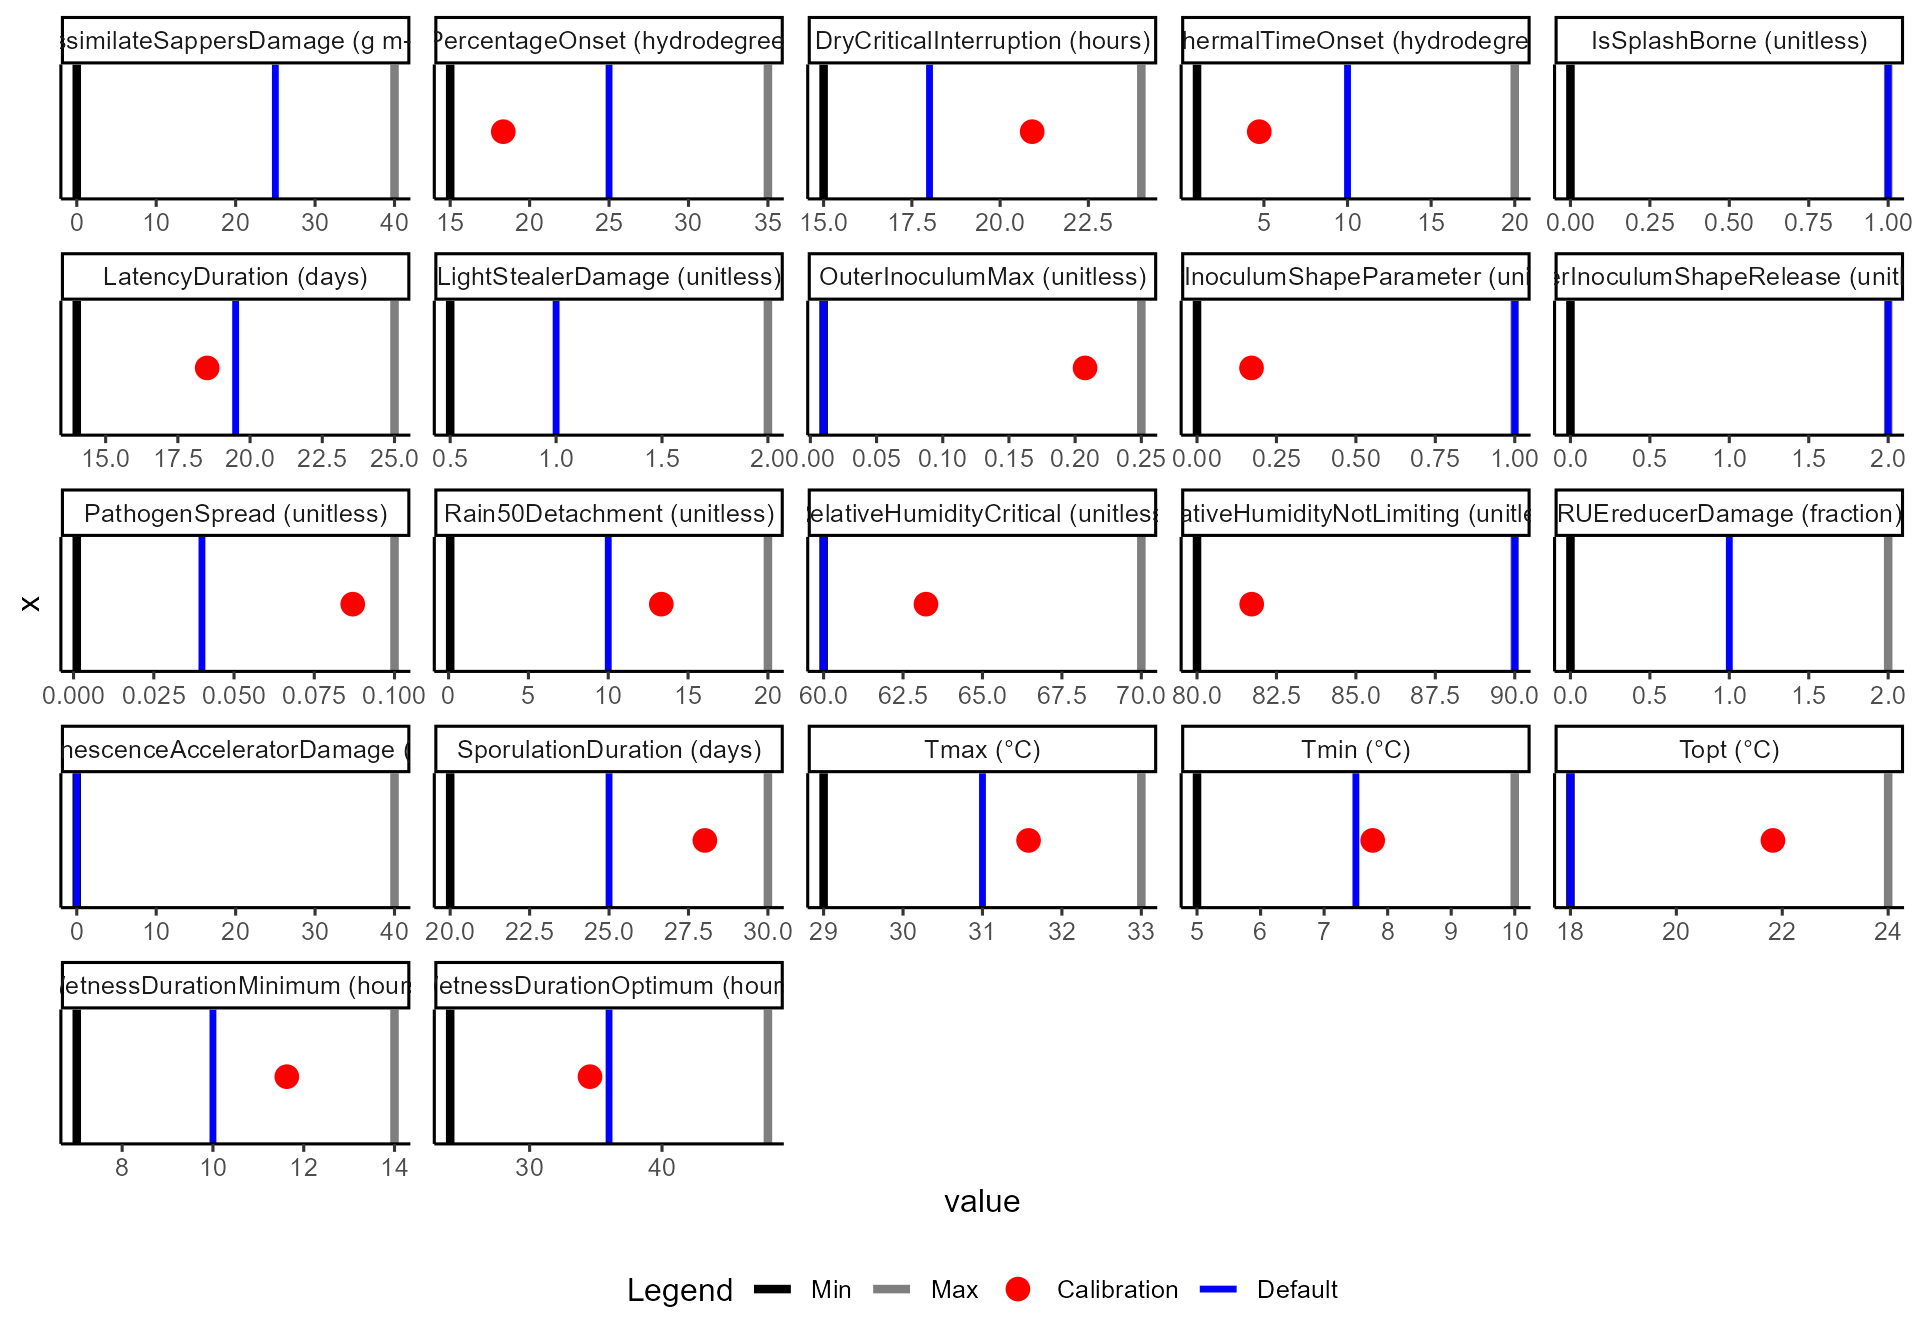 ssimilateSappersDamage (g m-
PercentageOnset (hydrodegree
DryCriticalInterruption (hours)
hermalTimeOnset (hydrodegre
IsSplashBorne (unitless)
0 10 20 30 40
15 20 25 30 35
15.0 17.5 20.0 22.5
5 10 15 20
0.00 0.25 0.50 0.75 1.00
LatencyDuration (days)
LightStealerDamage (unitless)
OuterInoculumMax (unitless)
InoculumShapeParameter (uni
erInoculumShapeRelease (unit
15.0 17.5 20.0 22.5 25.0
0.5 1.0 1.5 2.0
0.00 0.05 0.10 0.15 0.20 0.25
0.00 0.25 0.50 0.75 1.00
0.0 0.5 1.0 1.5 2.0
PathogenSpread (unitless)
Rain50Detachment (unitless)
RelativeHumidityCritical (unitless
ativeHumidityNotLimiting (unitle
RUEreducerDamage (fraction)
0.000 0.025 0.050 0.075 0.100
0 5 10 15 20
60.0 62.5 65.0 67.5 70.0
80.0 82.5 85.0 87.5 90.0
0.0 0.5 1.0 1.5 2.0
nescenceAcceleratorDamage (
SporulationDuration (days)
Tmax (°C)
Tmin (°C)
Topt (°C)
0 10 20 30 40
20.0 22.5 25.0 27.5 30.0
29 30 31 32 33
5 6 7 8 9 10
18 20 22 24
WetnessDurationMinimum (hours
WetnessDurationOptimum (hour
8 10 12 14
30 40
x
value
Legend Min Max Calibration Default